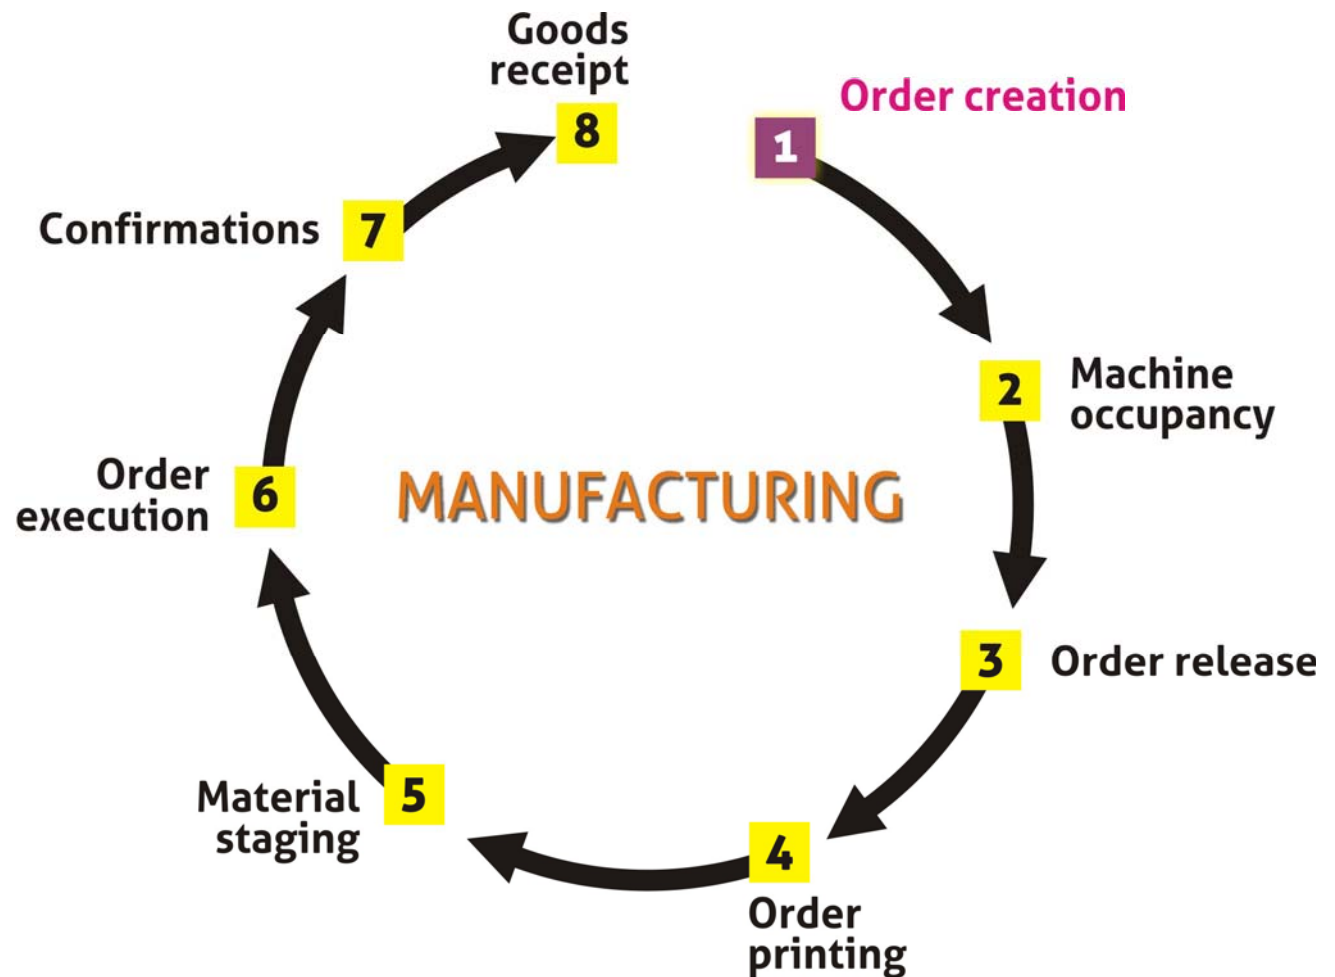 1
Order creation
2
Machine
occupancy
3
Order release
4
Order
printing
5
Material
staging
6
Order
execution
7
Confirmations
8
Goods
receipt
MANUFACTURING